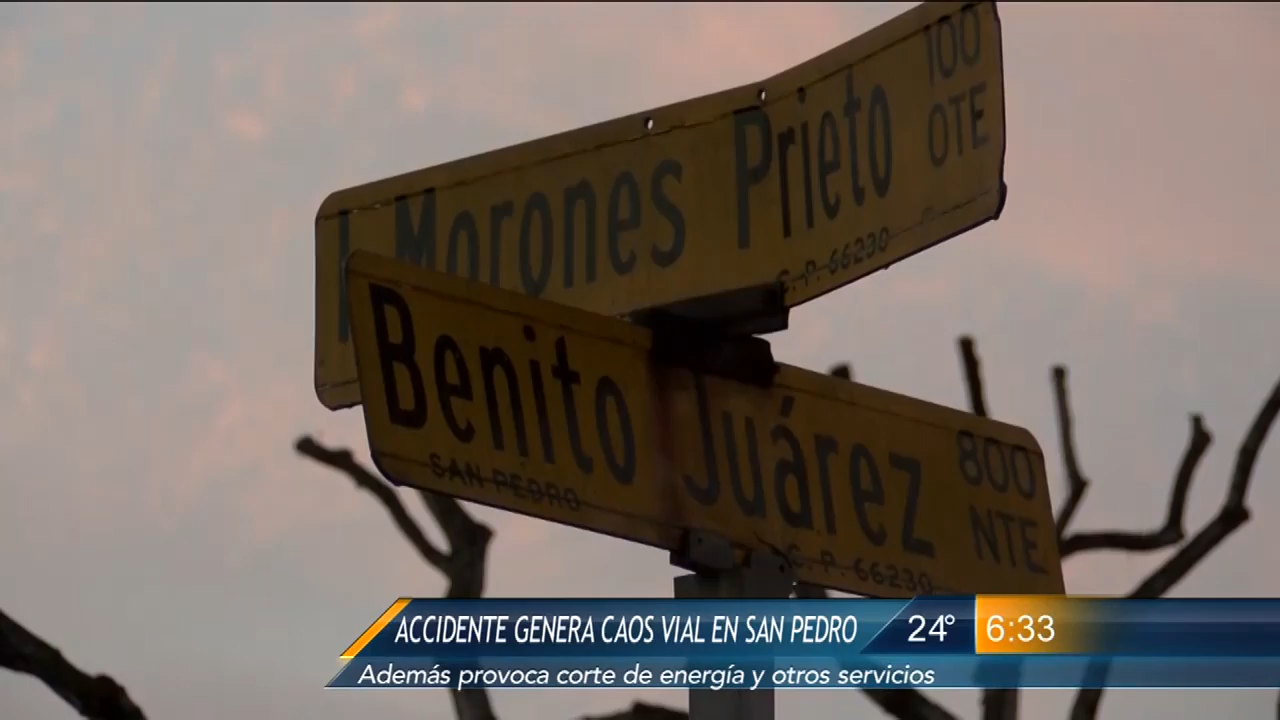 100
I Morones Prieto OTE
C. P. 66230
Benito Juárez 800
SAN PEDRO NTE
C. P. 66230
ACCIDENTE GENERA CAOS VIAL EN SAN PEDRO 24° 6:33
Además provoca corte de energía y otros servicios